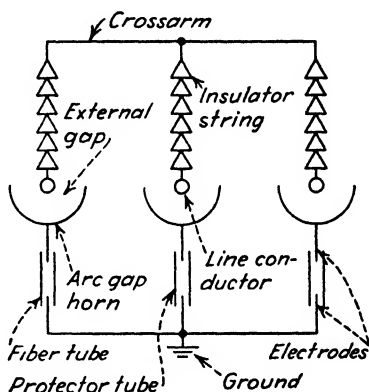 Crossarm
External
gap
Insulator
string
Arc gap
horn
Line con-
ductor
Fiber tube
Electrodes
Protector tube
Ground